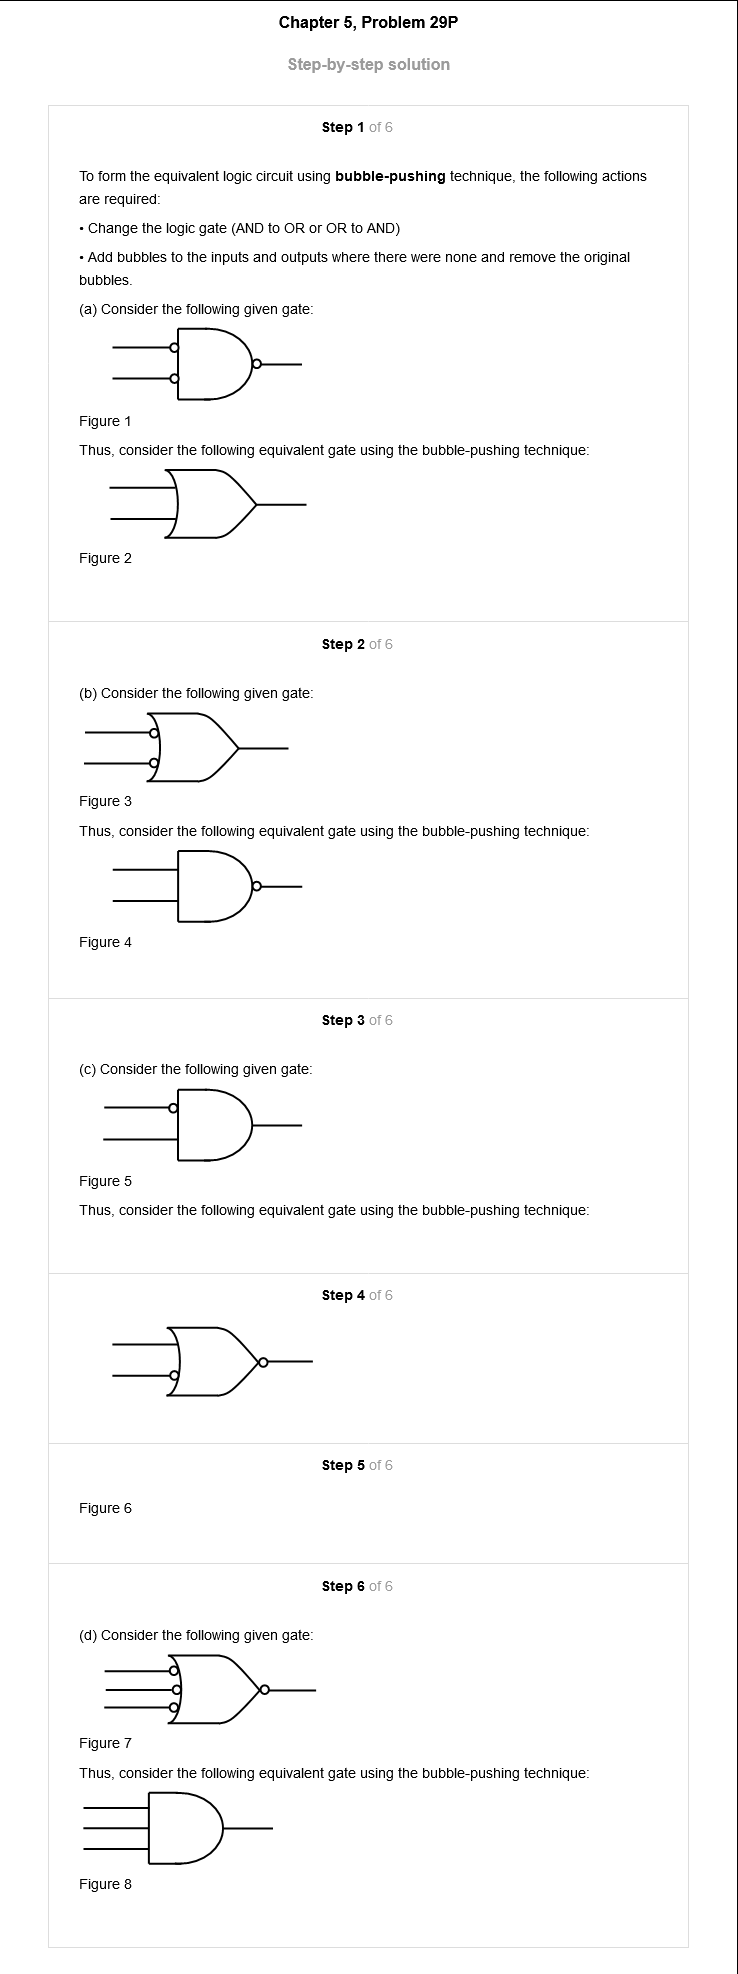 Chapter 5, Problem 29P
Step-by-step solution
Step 1 of 6
To form the equivalent logic circuit using bubble-pushing technique, the following actions
are required:
• Change the logic gate (AND to OR or OR to AND)
• Add bubbles to the inputs and outputs where there were none and remove the original
bubbles.
(a) Consider the following given gate:
Figure 1
Thus, consider the following equivalent gate using the bubble-pushing technique:
Figure 2
Step 2 of 6
(b) Consider the following given gate:
Figure 3
Thus, consider the following equivalent gate using the bubble-pushing technique:
Figure 4
Step 3 of 6
(c) Consider the following given gate:
Figure 5
Thus, consider the following equivalent gate using the bubble-pushing technique:
Step 4 of 6
Step 5 of 6
Figure 6
Step 6 of 6
(d) Consider the following given gate:
Figure 7
Thus, consider the following equivalent gate using the bubble-pushing technique:
Figure 8